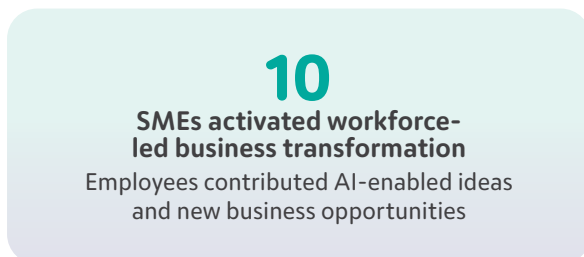 10
SMEs activated workforce-
led business transformation
Employees contributed AI-enabled ideas
and new business opportunities